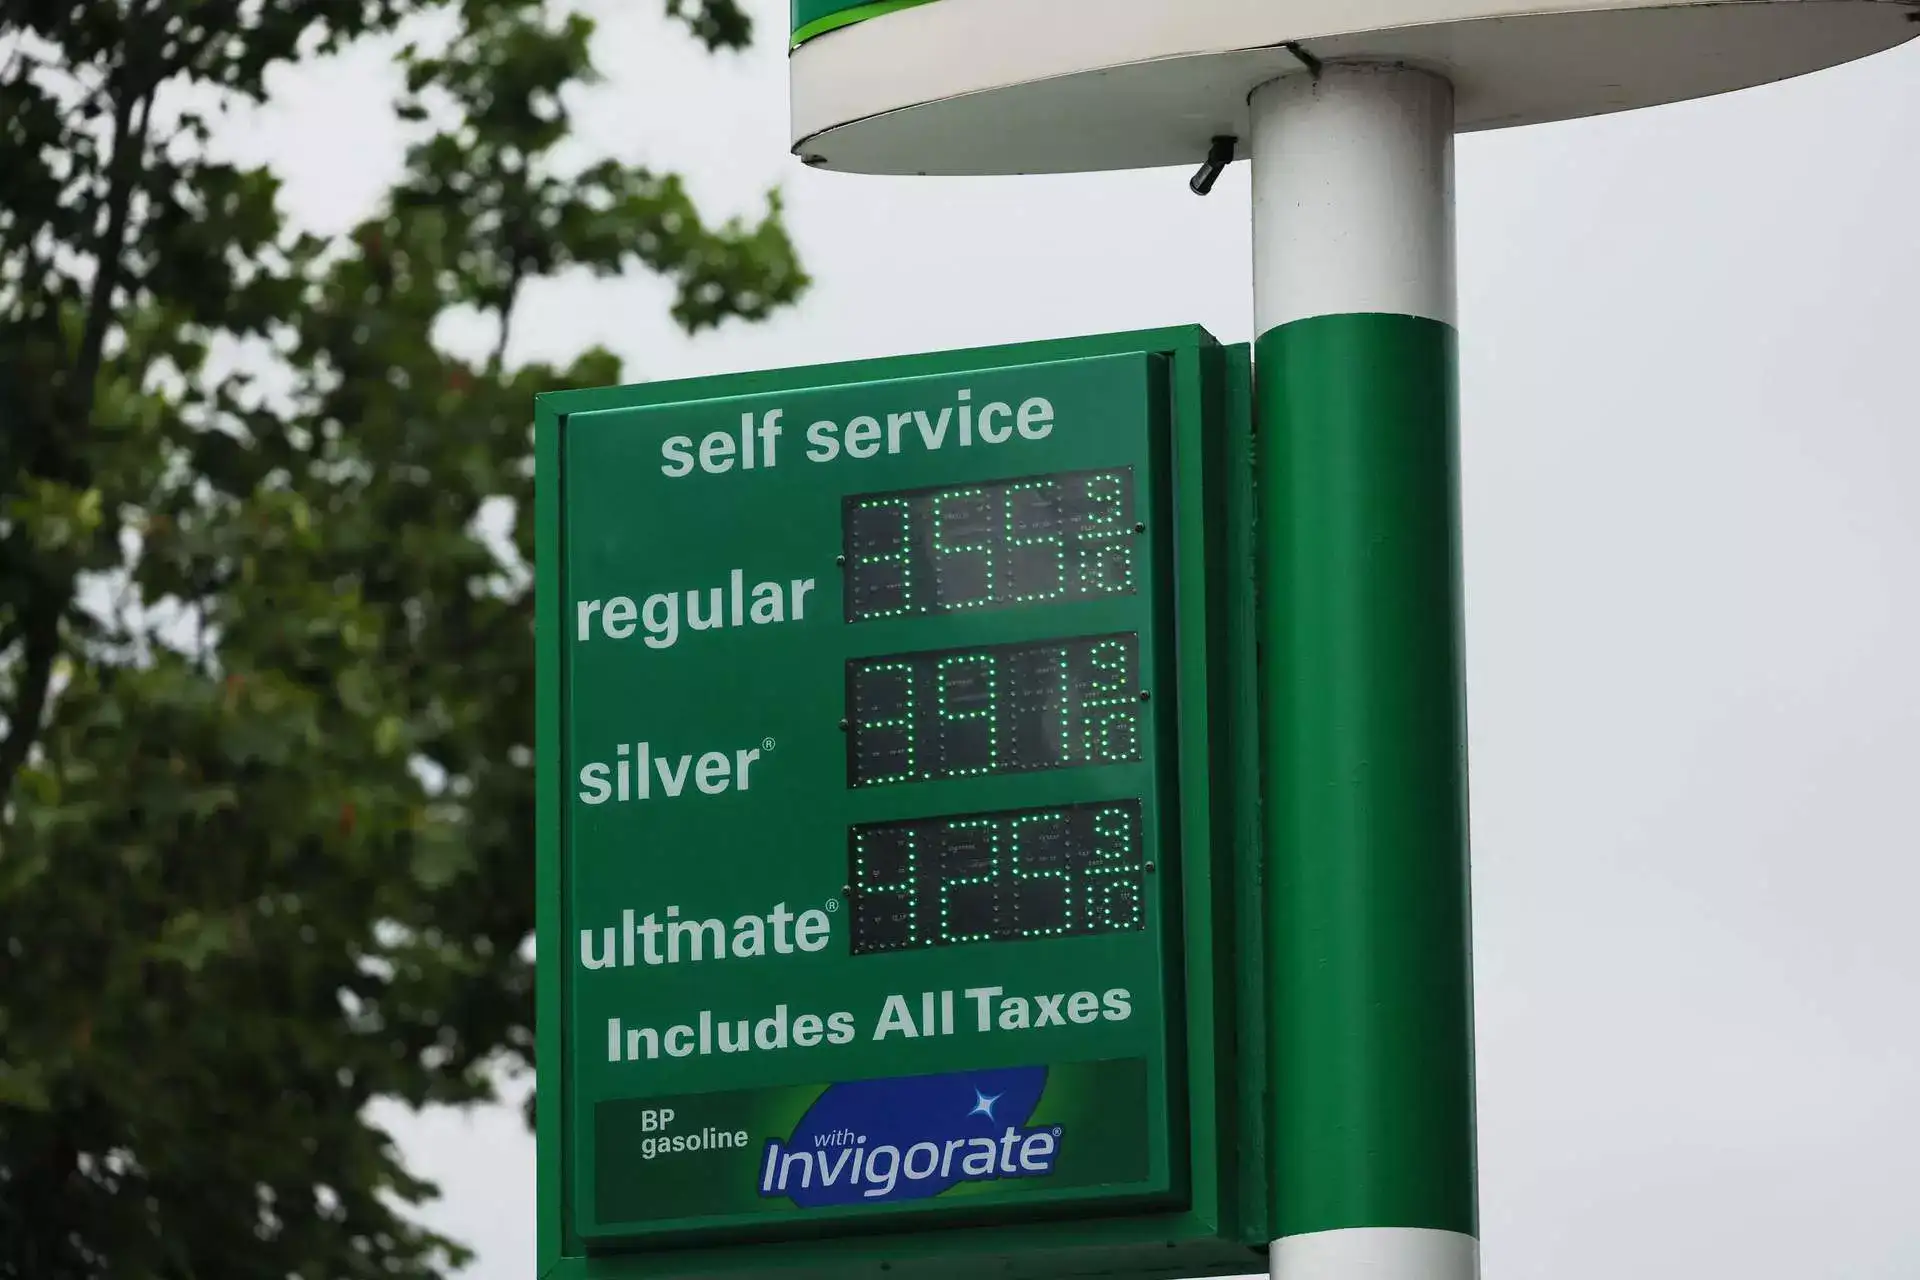 self service
regular 3.55 9/10
silver® 3.91 9/10
ultimate® 4.25 9/10
Includes All Taxes
BP
gasoline
with
Invigorate®